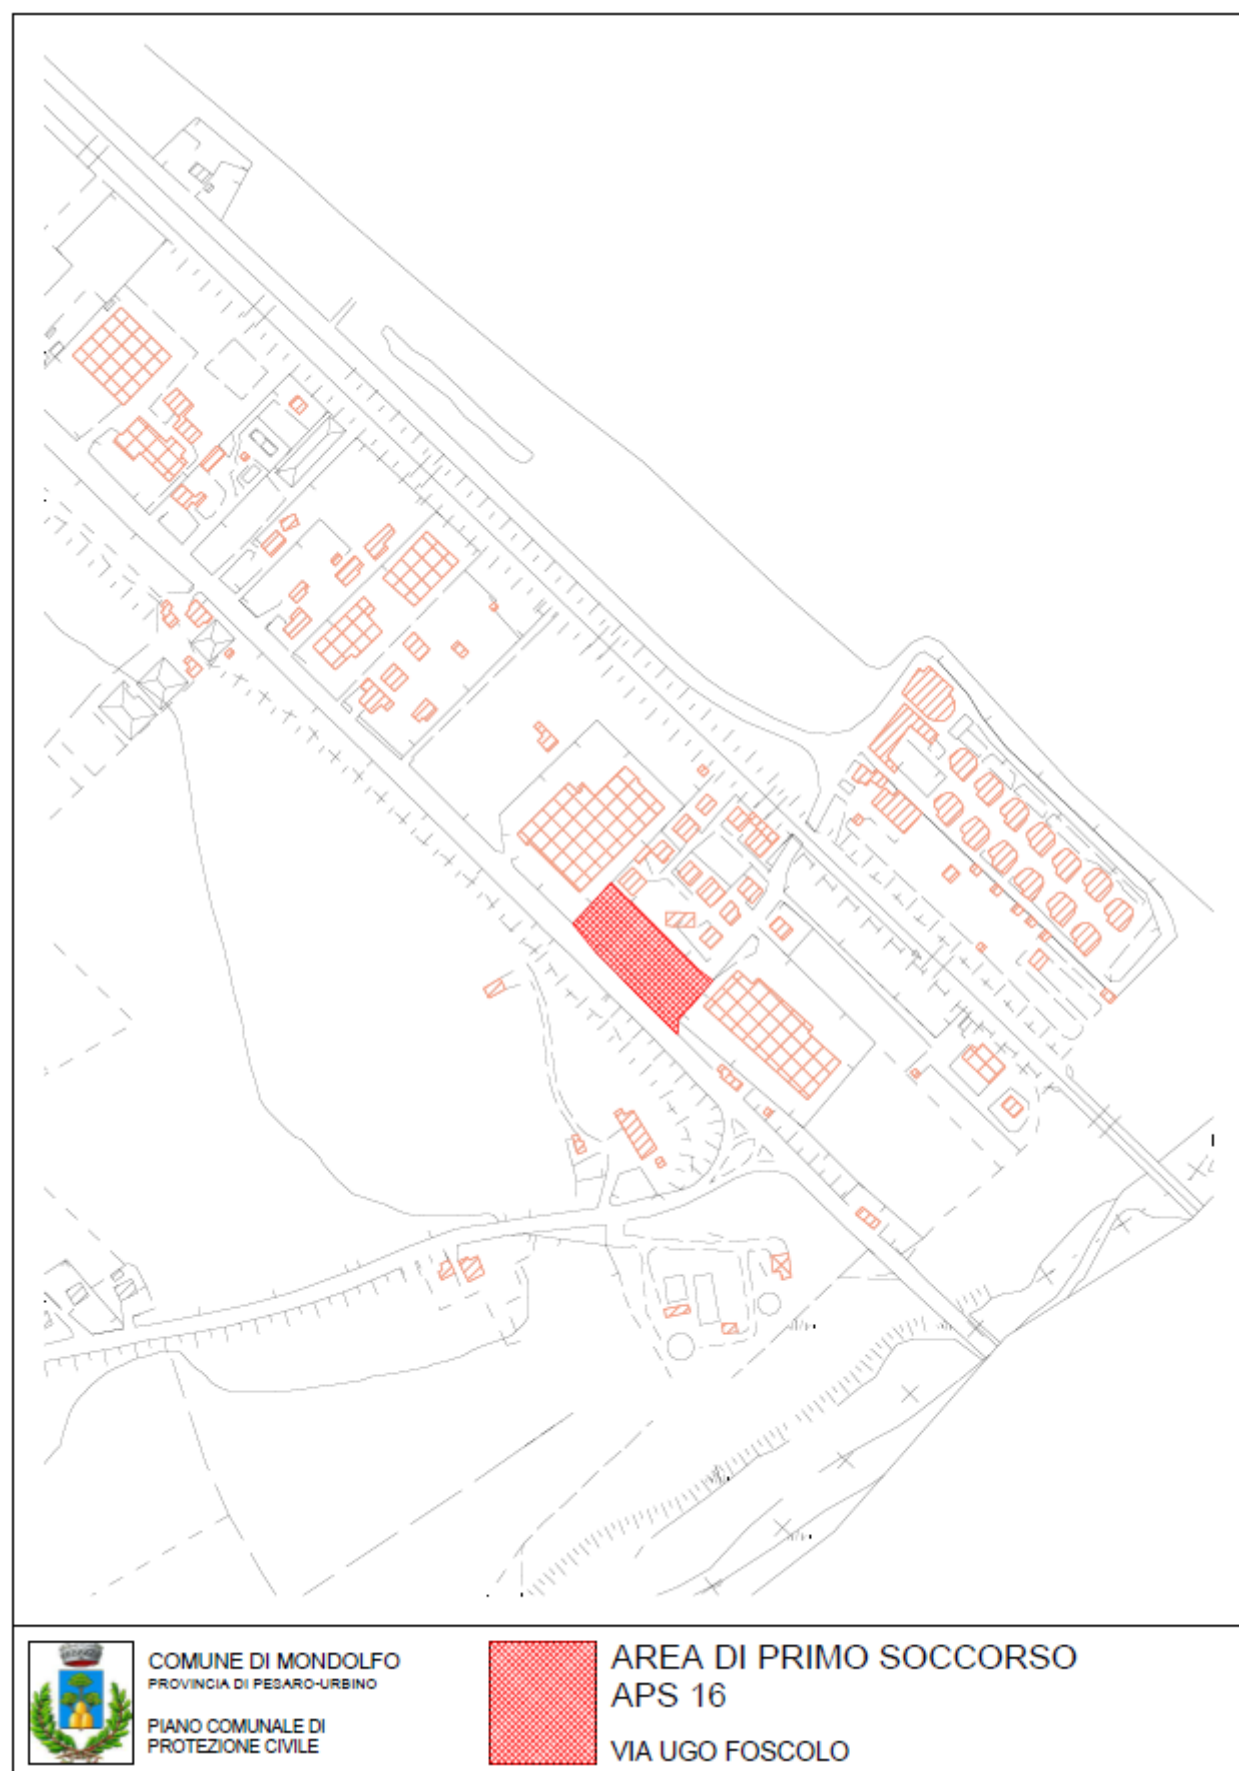 COMUNE DI MONDOLFO
PROVINCIA DI PESARO-URBINO
PIANO COMUNALE DI
PROTEZIONE CIVILE
AREA DI PRIMO SOCCORSO
APS 16
VIA UGO FOSCOLO